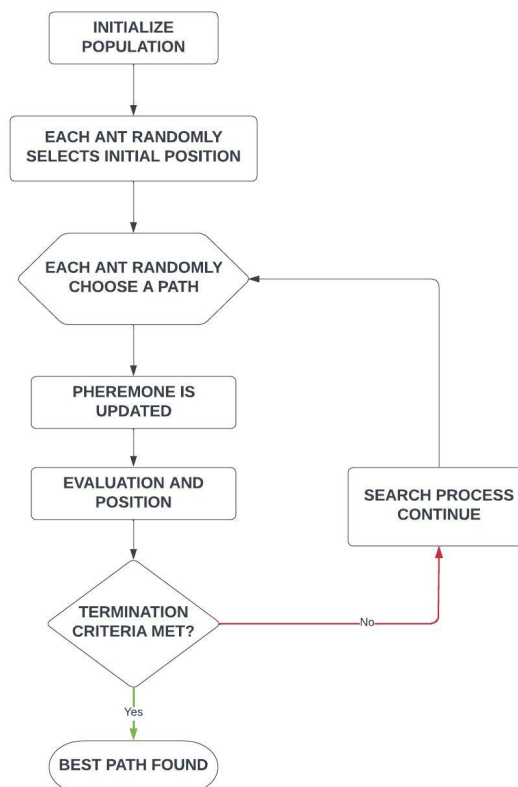 INITIALIZE
POPULATION
EACH ANT RANDOMLY
SELECTS INITIAL POSITION
EACH ANT RANDOMLY
CHOOSE A PATH
PHEREMONE IS
UPDATED
EVALUATION AND
POSITION
SEARCH PROCESS
CONTINUE
TERMINATION
CRITERIA MET?
No
Yes
BEST PATH FOUND